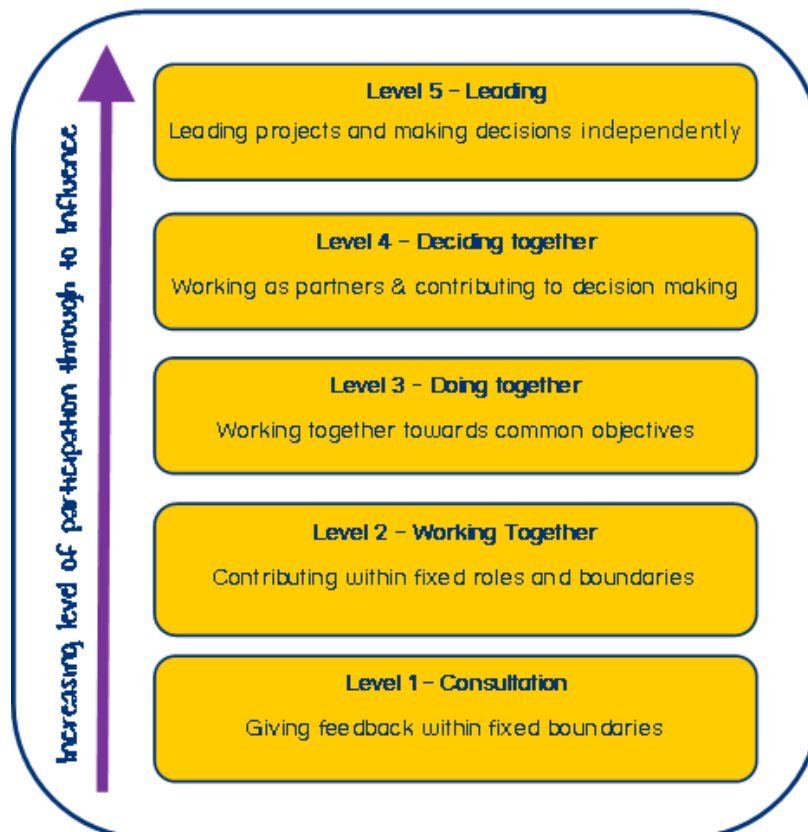 Increasing level of participation through to Influence
Level 5 - Leading
Leading projects and making decisions independently
Level 4 - Deciding together
Working as partners & contributing to decision making
Level 3 - Doing together
Working together towards common objectives
Level 2 - Working Together
Contributing within fixed roles and boundaries
Level 1 - Consultation
Giving feedback within fixed boundaries